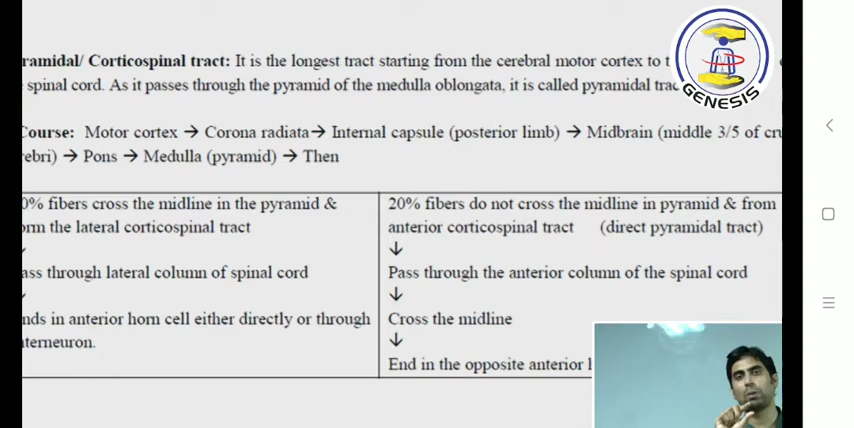 ramidal/ Corticospinal tract: It is the longest tract starting from the cerebral motor cortex to
spinal cord. As it passes through the pyramid of the medulla oblongata, it is called pyramidal
GENESIS
Course: Motor cortex → Corona radiata→ Internal capsule (posterior limb) → Midbrain (middle 3/5 of
ebri) → Pons → Medulla (pyramid) → Then
0% fibers cross the midline in the pyramid &
orm the lateral corticospinal tract
ass through lateral column of spinal cord
nds in anterior horn cell either directly or through
terneuron.
20% fibers do not cross the midline in pyramid & from
anterior corticospinal tract (direct pyramidal tract)
↓
Pass through the anterior column of the spinal cord
↓
Cross the midline
↓
End in the opposite anterior